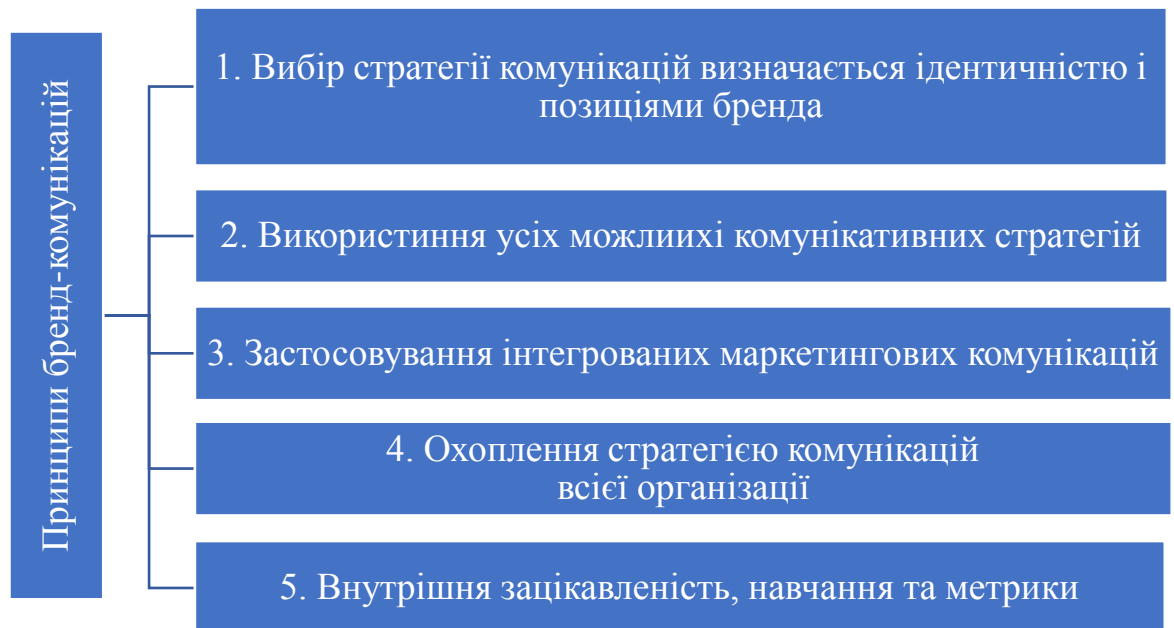 Принципи бренд-комунікацій
1. Вибір стратегії комунікацій визначається ідентичністю і
позиціями бренда
2. Використиння усіх можлиихі комунікативних стратегій
3. Застосовування інтегрованих маркетингових комунікацій
4. Охоплення стратегією комунікацій
всієї організації
5. Внутрішня зацікавленість, навчання та метрики